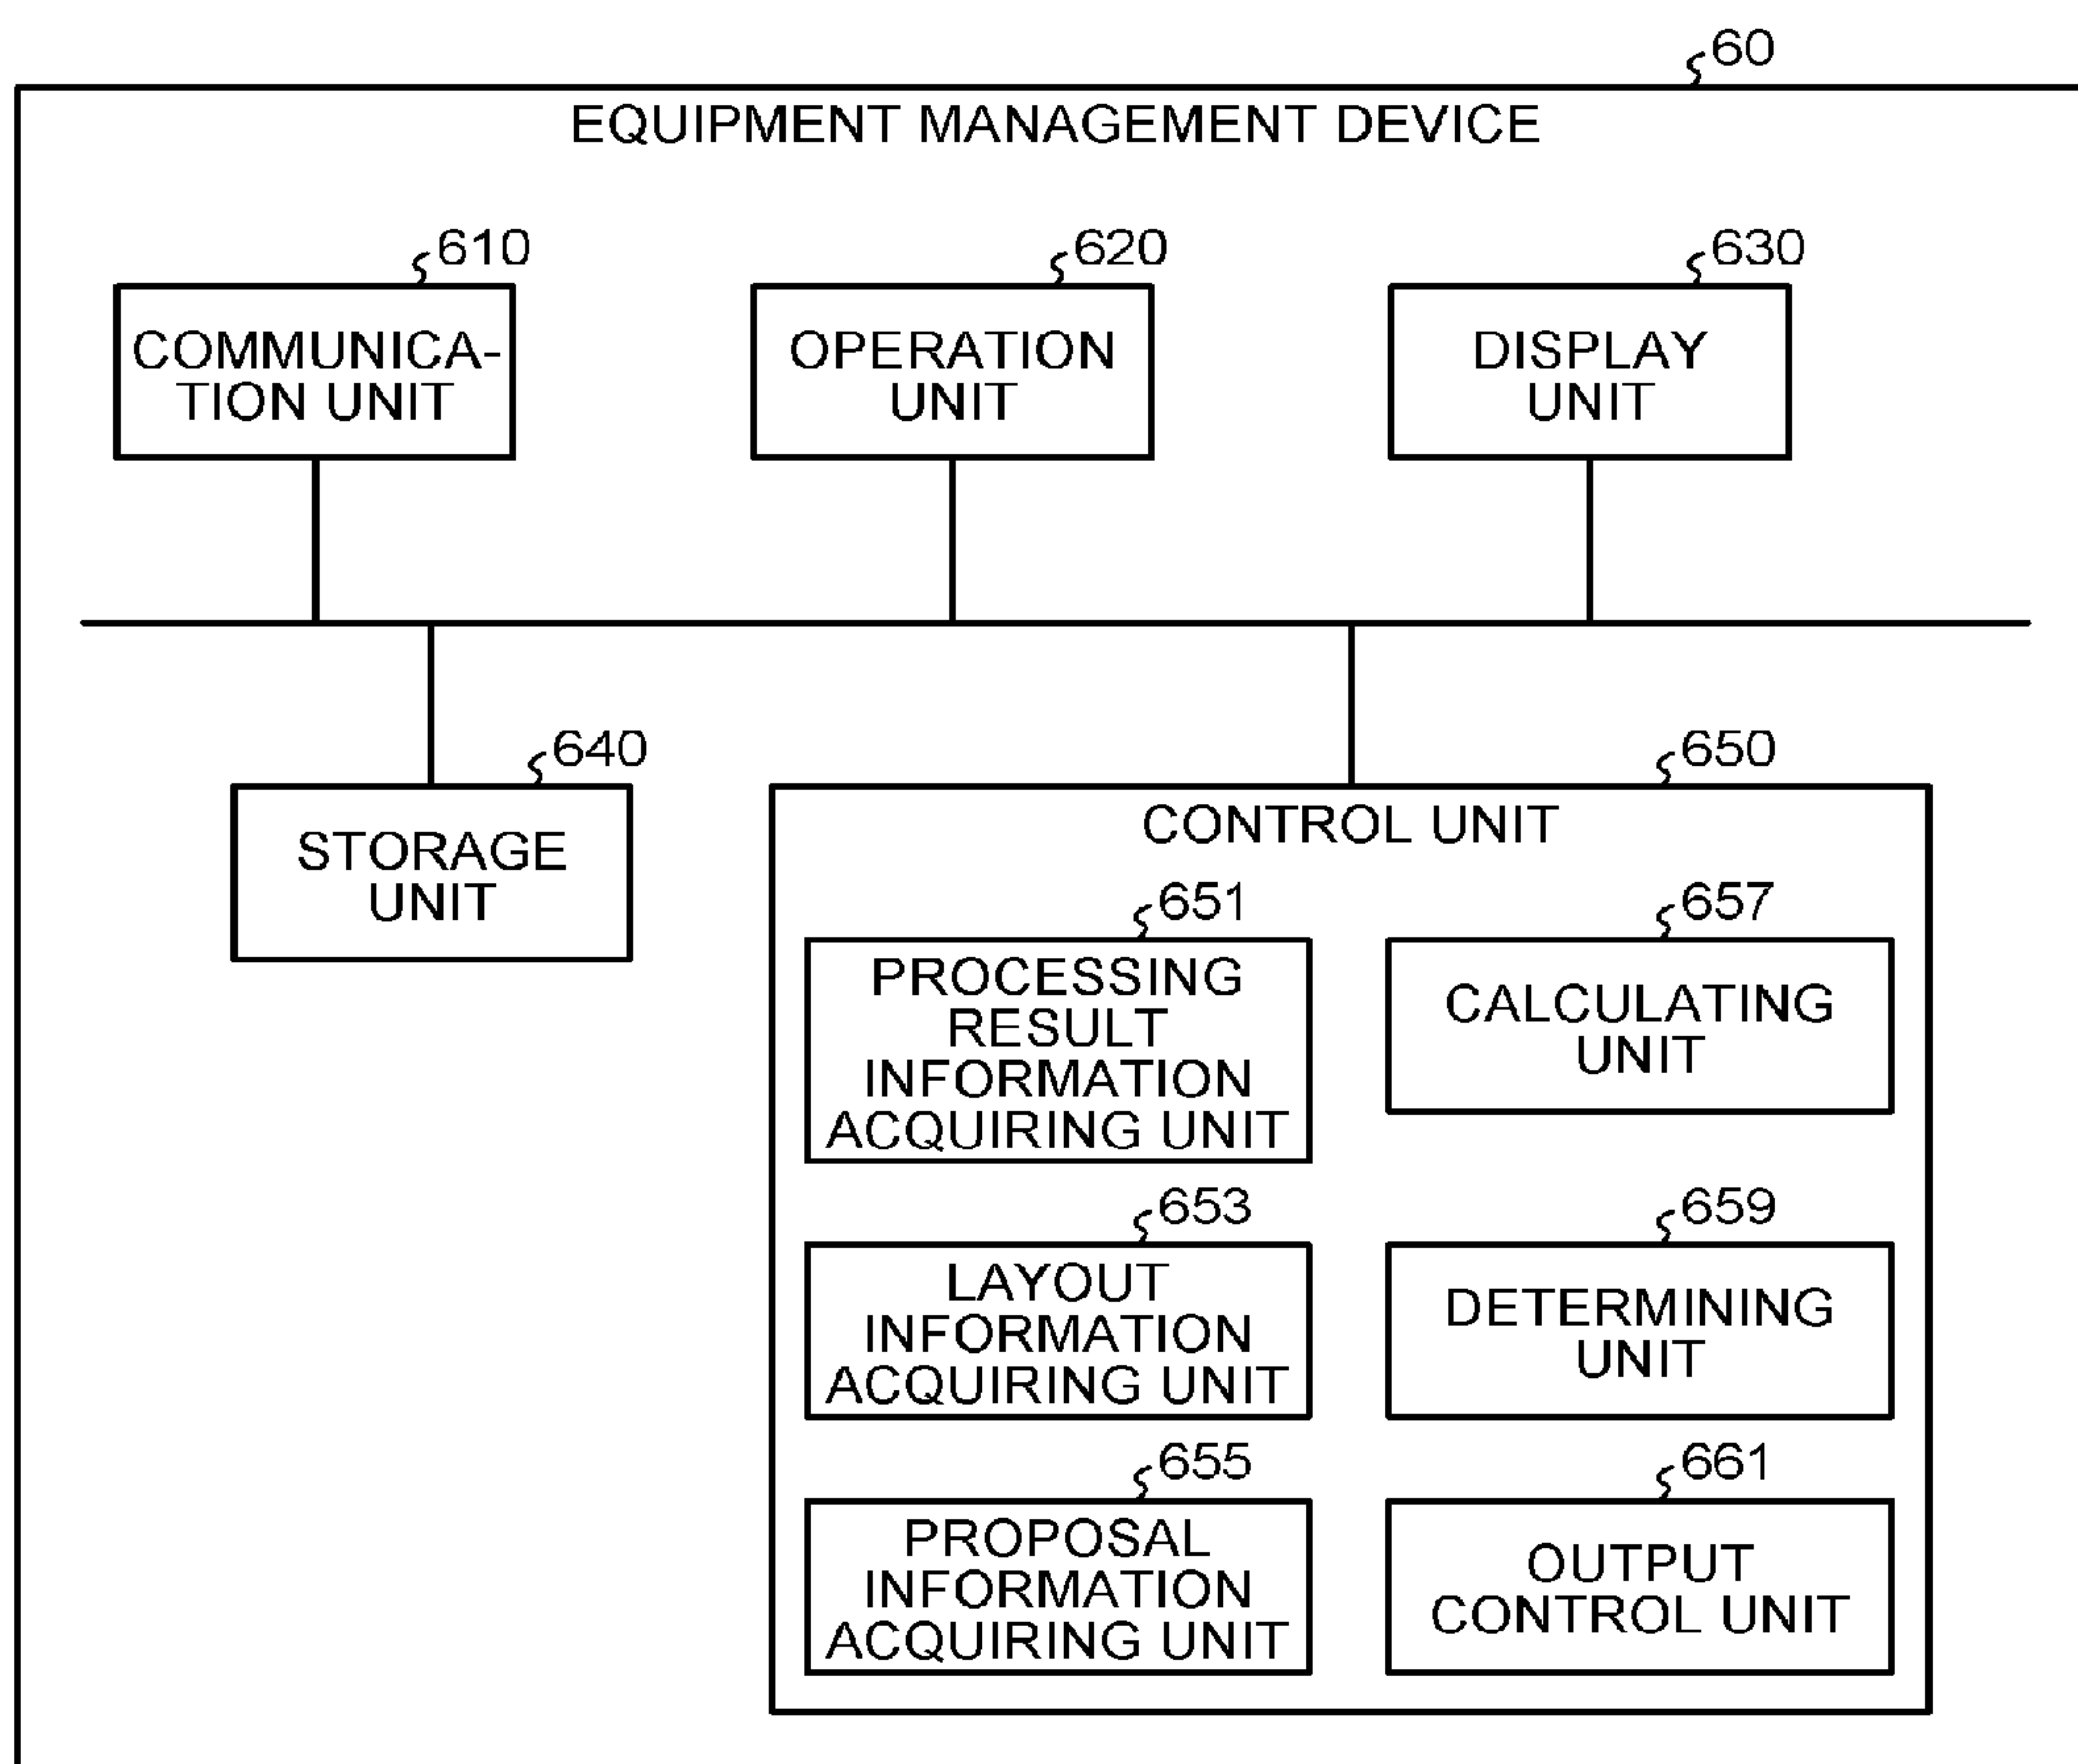 60
EQUIPMENT MANAGEMENT DEVICE
610
COMMUNICA-
TION UNIT
620
OPERATION
UNIT
630
DISPLAY
UNIT
640
STORAGE
UNIT
650
CONTROL UNIT
651
PROCESSING
RESULT
INFORMATION
ACQUIRING UNIT
657
CALCULATING
UNIT
653
LAYOUT
INFORMATION
ACQUIRING UNIT
659
DETERMINING
UNIT
655
PROPOSAL
INFORMATION
ACQUIRING UNIT
661
OUTPUT
CONTROL UNIT